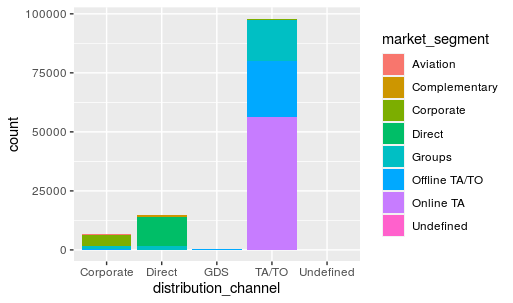 100000
75000
50000
25000
0
count
Corporate Direct GDS TA/TO Undefined
distribution_channel
market_segment
Aviation
Complementary
Corporate
Direct
Groups
Offline TA/TO
Online TA
Undefined